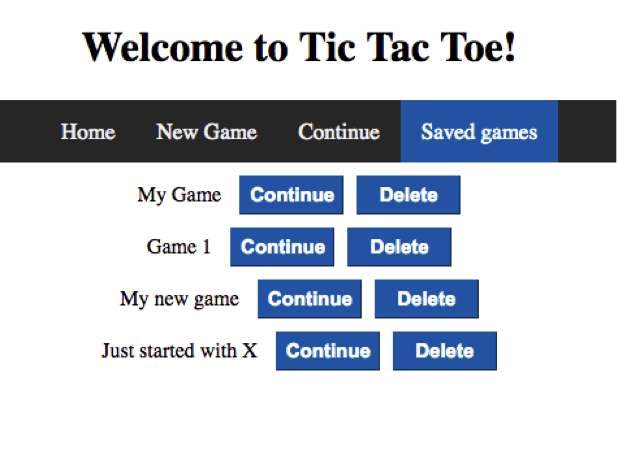 Welcome to Tic Tac Toe!
Home New Game Continue Saved games
My Game Continue Delete
Game 1 Continue Delete
My new game Continue Delete
Just started with X Continue Delete